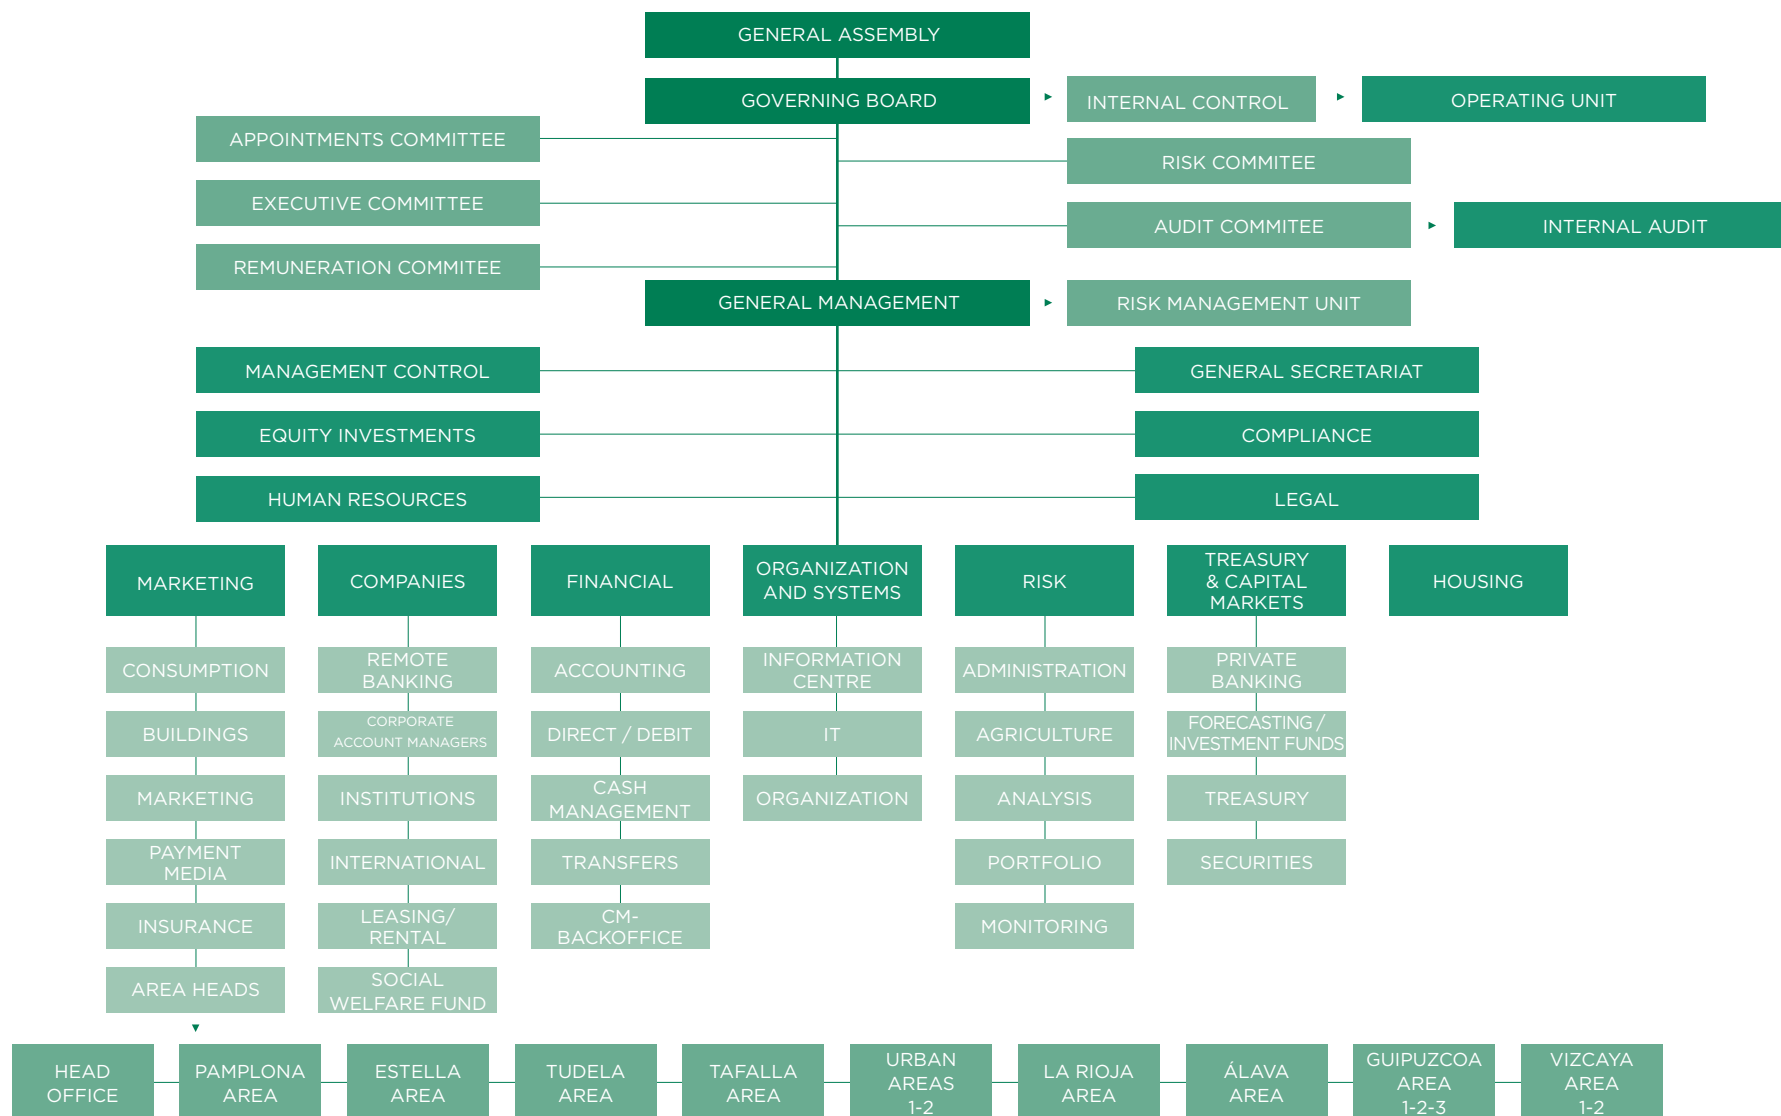 GENERAL ASSEMBLY
GOVERNING BOARD
INTERNAL CONTROL
OPERATING UNIT
APPOINTMENTS COMMITTEE
RISK COMMITEE
EXECUTIVE COMMITTEE
AUDIT COMMITEE
INTERNAL AUDIT
REMUNERATION COMMITEE
GENERAL MANAGEMENT
RISK MANAGEMENT UNIT
MANAGEMENT CONTROL
GENERAL SECRETARIAT
EQUITY INVESTMENTS
COMPLIANCE
HUMAN RESOURCES
LEGAL
MARKETING
COMPANIES
FINANCIAL
ORGANIZATION
AND SYSTEMS
RISK
TREASURY
& CAPITAL
MARKETS
HOUSING
CONSUMPTION
REMOTE
BANKING
ACCOUNTING
INFORMATION
CENTRE
ADMINISTRATION
PRIVATE
BANKING
BUILDINGS
CORPORATE
ACCOUNT MANAGERS
DIRECT / DEBIT
IT
AGRICULTURE
FORECASTING /
INVESTMENT FUNDS
MARKETING
INSTITUTIONS
CASH
MANAGEMENT
ORGANIZATION
ANALYSIS
TREASURY
PAYMENT
MEDIA
INTERNATIONAL
TRANSFERS
PORTFOLIO
SECURITIES
INSURANCE
LEASING/
RENTAL
CM-
BACKOFFICE
MONITORING
AREA HEADS
SOCIAL
WELFARE FUND
HEAD
OFFICE
PAMPLONA
AREA
ESTELLA
AREA
TUDELA
AREA
TAFALLA
AREA
URBAN
AREAS
1-2
LA RIOJA
AREA
ÁLAVA
AREA
GUIPUZCOA
AREA
1-2-3
VIZCAYA
AREA
1-2